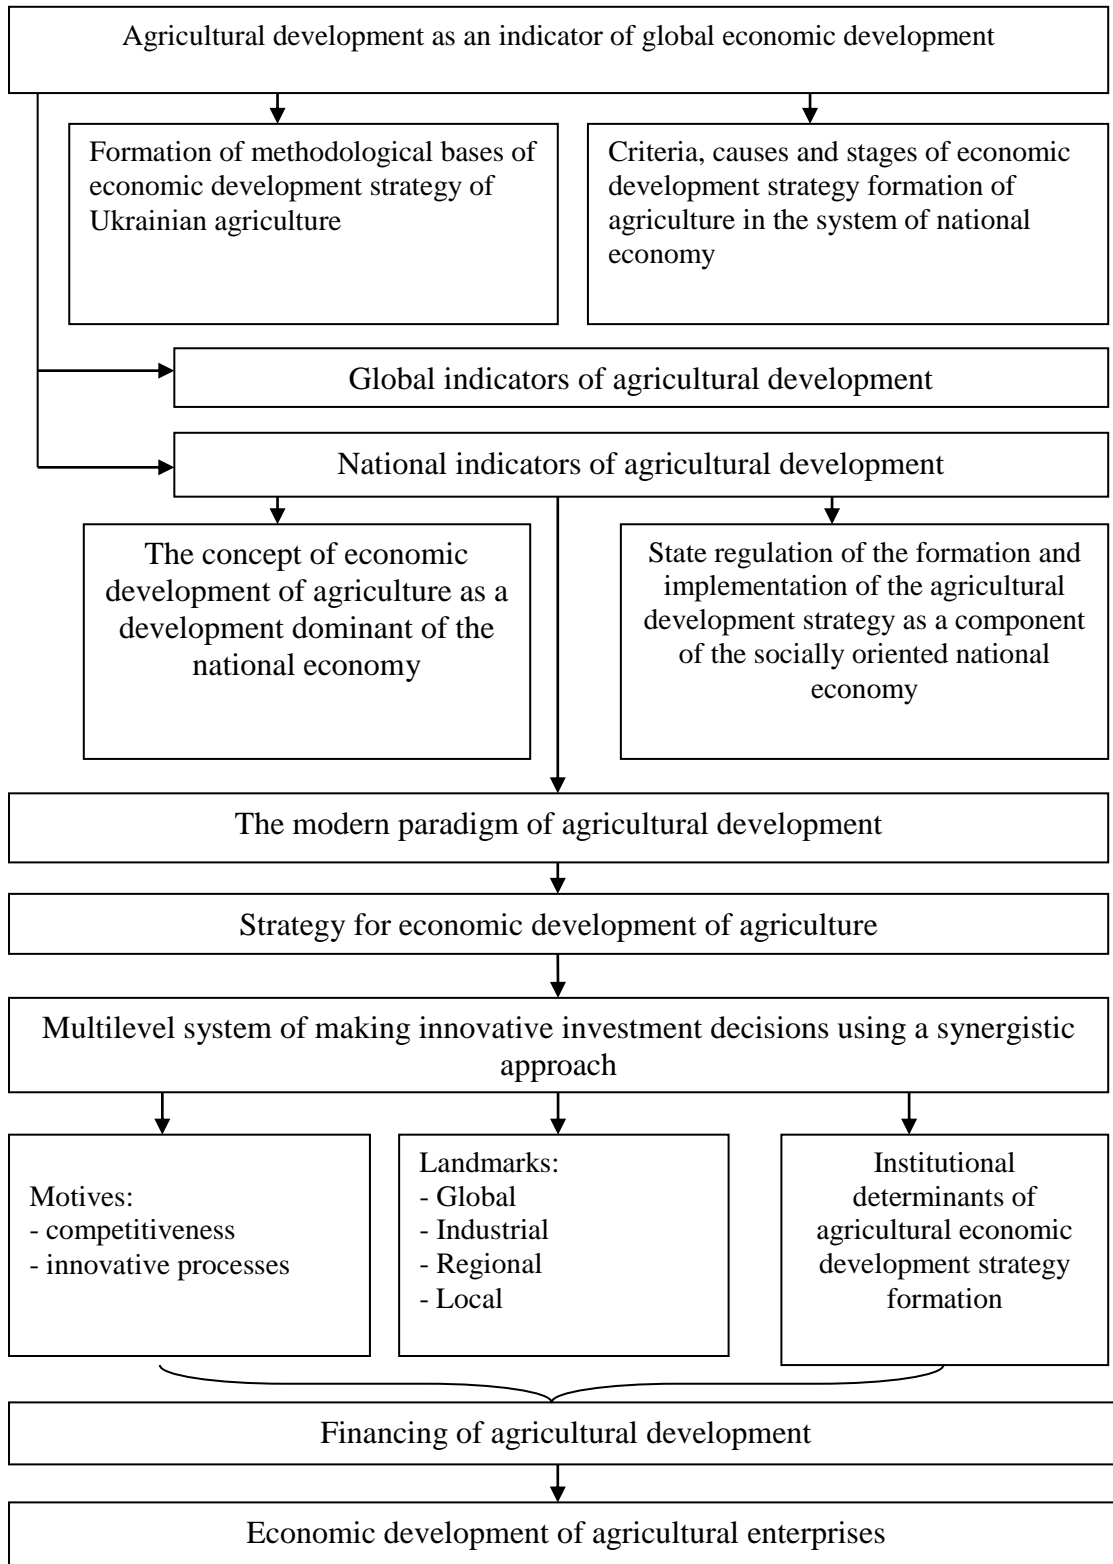 Agricultural development as an indicator of global economic development
Formation of methodological bases of
economic development strategy of
Ukrainian agriculture
Criteria, causes and stages of economic
development strategy formation of
agriculture in the system of national
economy
Global indicators of agricultural development
National indicators of agricultural development
The concept of economic
development of agriculture as a
development dominant of the
national economy
State regulation of the formation and
implementation of the agricultural
development strategy as a component
of the socially oriented national
economy
The modern paradigm of agricultural development
Strategy for economic development of agriculture
Multilevel system of making innovative investment decisions using a synergistic
approach
Motives:
- competitiveness
- innovative processes
Landmarks:
- Global
- Industrial
- Regional
- Local
Institutional
determinants of
agricultural economic
development strategy
formation
Financing of agricultural development
Economic development of agricultural enterprises